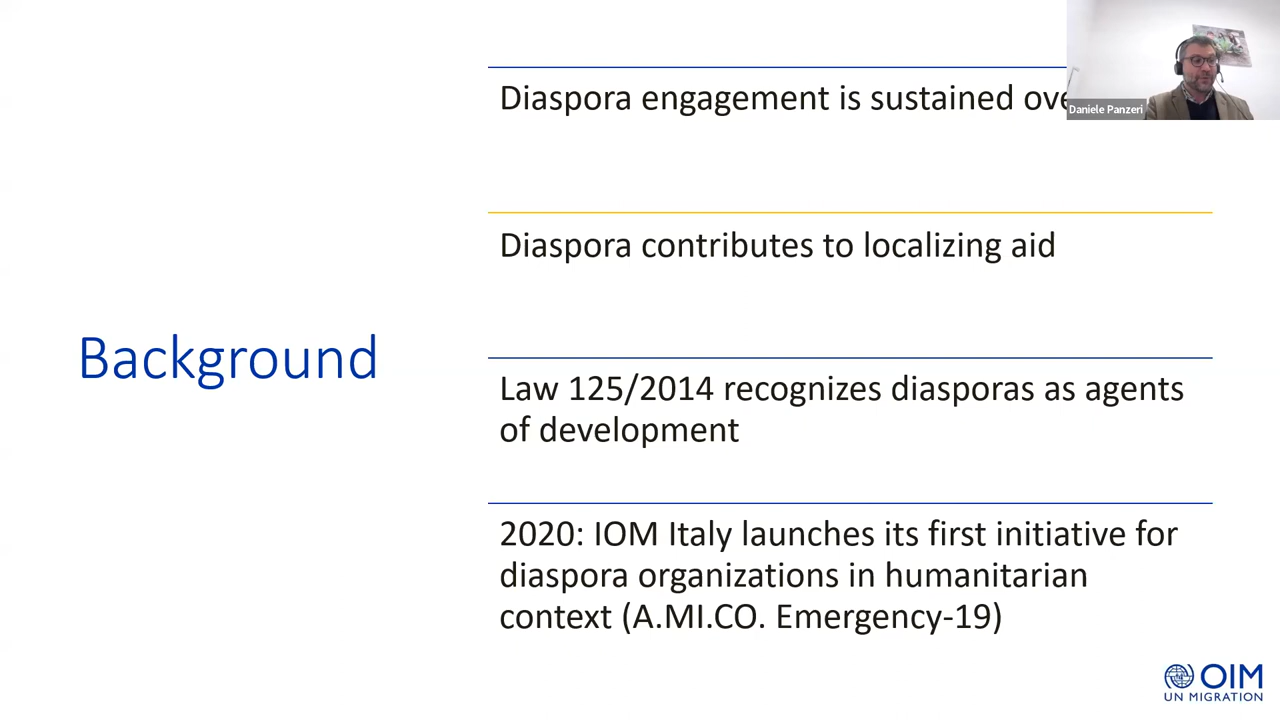 Diaspora engagement is sustained
Daniele Panzeri
Diaspora contributes to localizing aid
Background
Law 125/2014 recognizes diasporas as agents
of development
2020: IOM Italy launches its first initiative for
diaspora organizations in humanitarian
context (A.MI.CO. Emergency-19)
OIM
UN MIGRATION